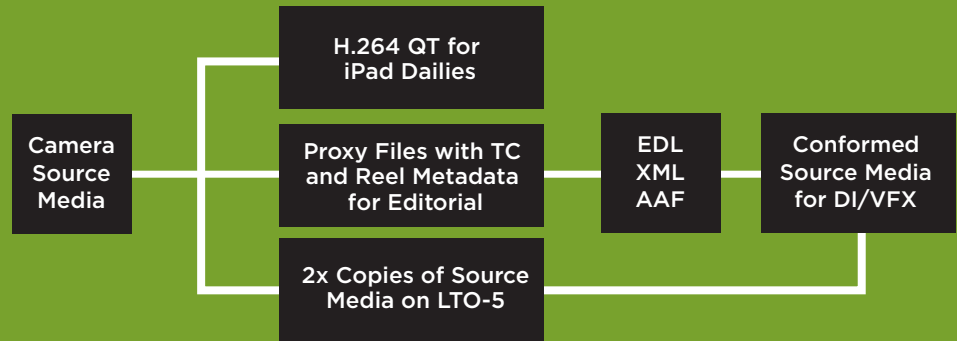 Camera
Source
Media
H.264 QT for
iPad Dailies
Proxy Files with TC
and Reel Metadata
for Editorial
2x Copies of Source
Media on LTO-5
EDL
XML
AAF
Conformed
Source Media
for DI/VFX